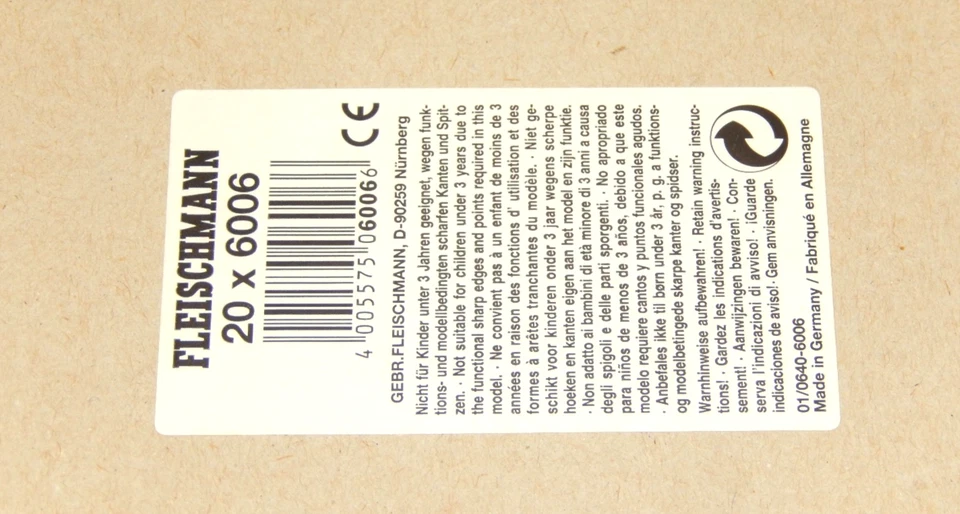 FLEISCHMANN
20 x 6006
4 005575 060066
CE
GEBR.FLEISCHMANN, D-90259 Nürnberg
Nicht für Kinder unter 3 Jahren geeignet, wegen funk-
tions- und modellbedingten scharfen Kanten und Spit-
zen. · Not suitable for children under 3 years due to
the functional sharp edges and points required in this
model. · Ne convient pas à un enfant de moins de 3
années en raison des fonctions d' utilisation et des
formes à arêtes tranchantes du modèle. · Niet ge-
schikt voor kinderen onder 3 jaar wegens scherpe
hoeken en kanten eigen aan het model en zijn funktie.
· Non adatto ai bambini di età minore di 3 anni a causa
degli spigoli e delle parti sporgenti. · No apropriado
para niños de menos de 3 años, debido a que este
modelo requiere cantos y puntos funcionales agudos.
· Anbefales ikke til børn under 3 år, p. g. a funktions-
og modelbetingede skarpe kanter og spidser.
Warnhinweise aufbewahren! · Retain warning instruc-
tions! · Gardez les indications d'avertis-
sement! · Aanwijzingen bewaren! · Con-
serva l'indicazioni di avviso! · ¡Guarde
indicaciones de aviso!· Gem anvisningen.
01/0640-6006
Made in Germany / Fabriqué en Allemagne